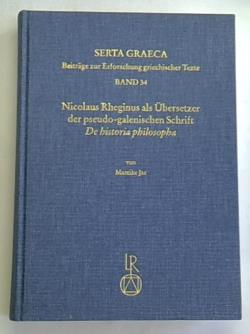 SERTA GRAECA
Beiträge zur Erforschung griechischer Texte
BAND 34
Nicolaus Rheginus als Übersetzer
der pseudo-galenischen Schrift
De historia philosopha
von
Mareike Jas
LR